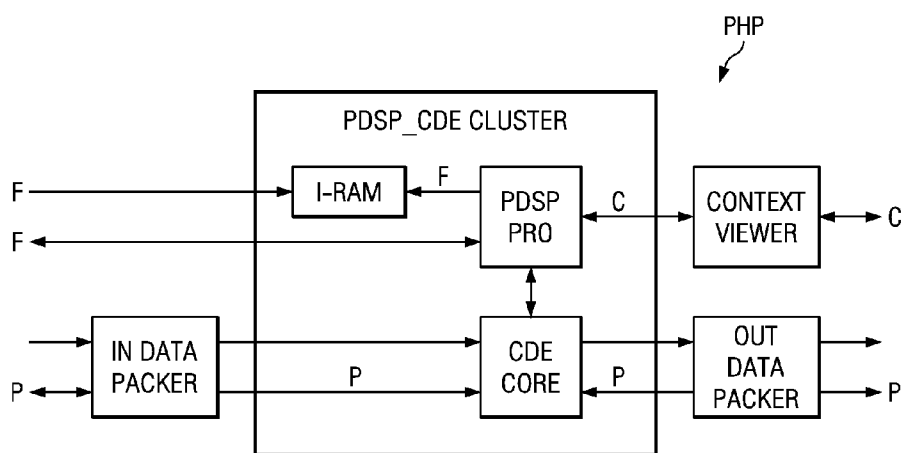 PHP
PDSP_CDE CLUSTER
F
I-RAM
F
PDSP
PRO
C
CONTEXT
VIEWER
C
F
IN DATA
PACKER
P
P
CDE
CORE
P
OUT
DATA
PACKER
P